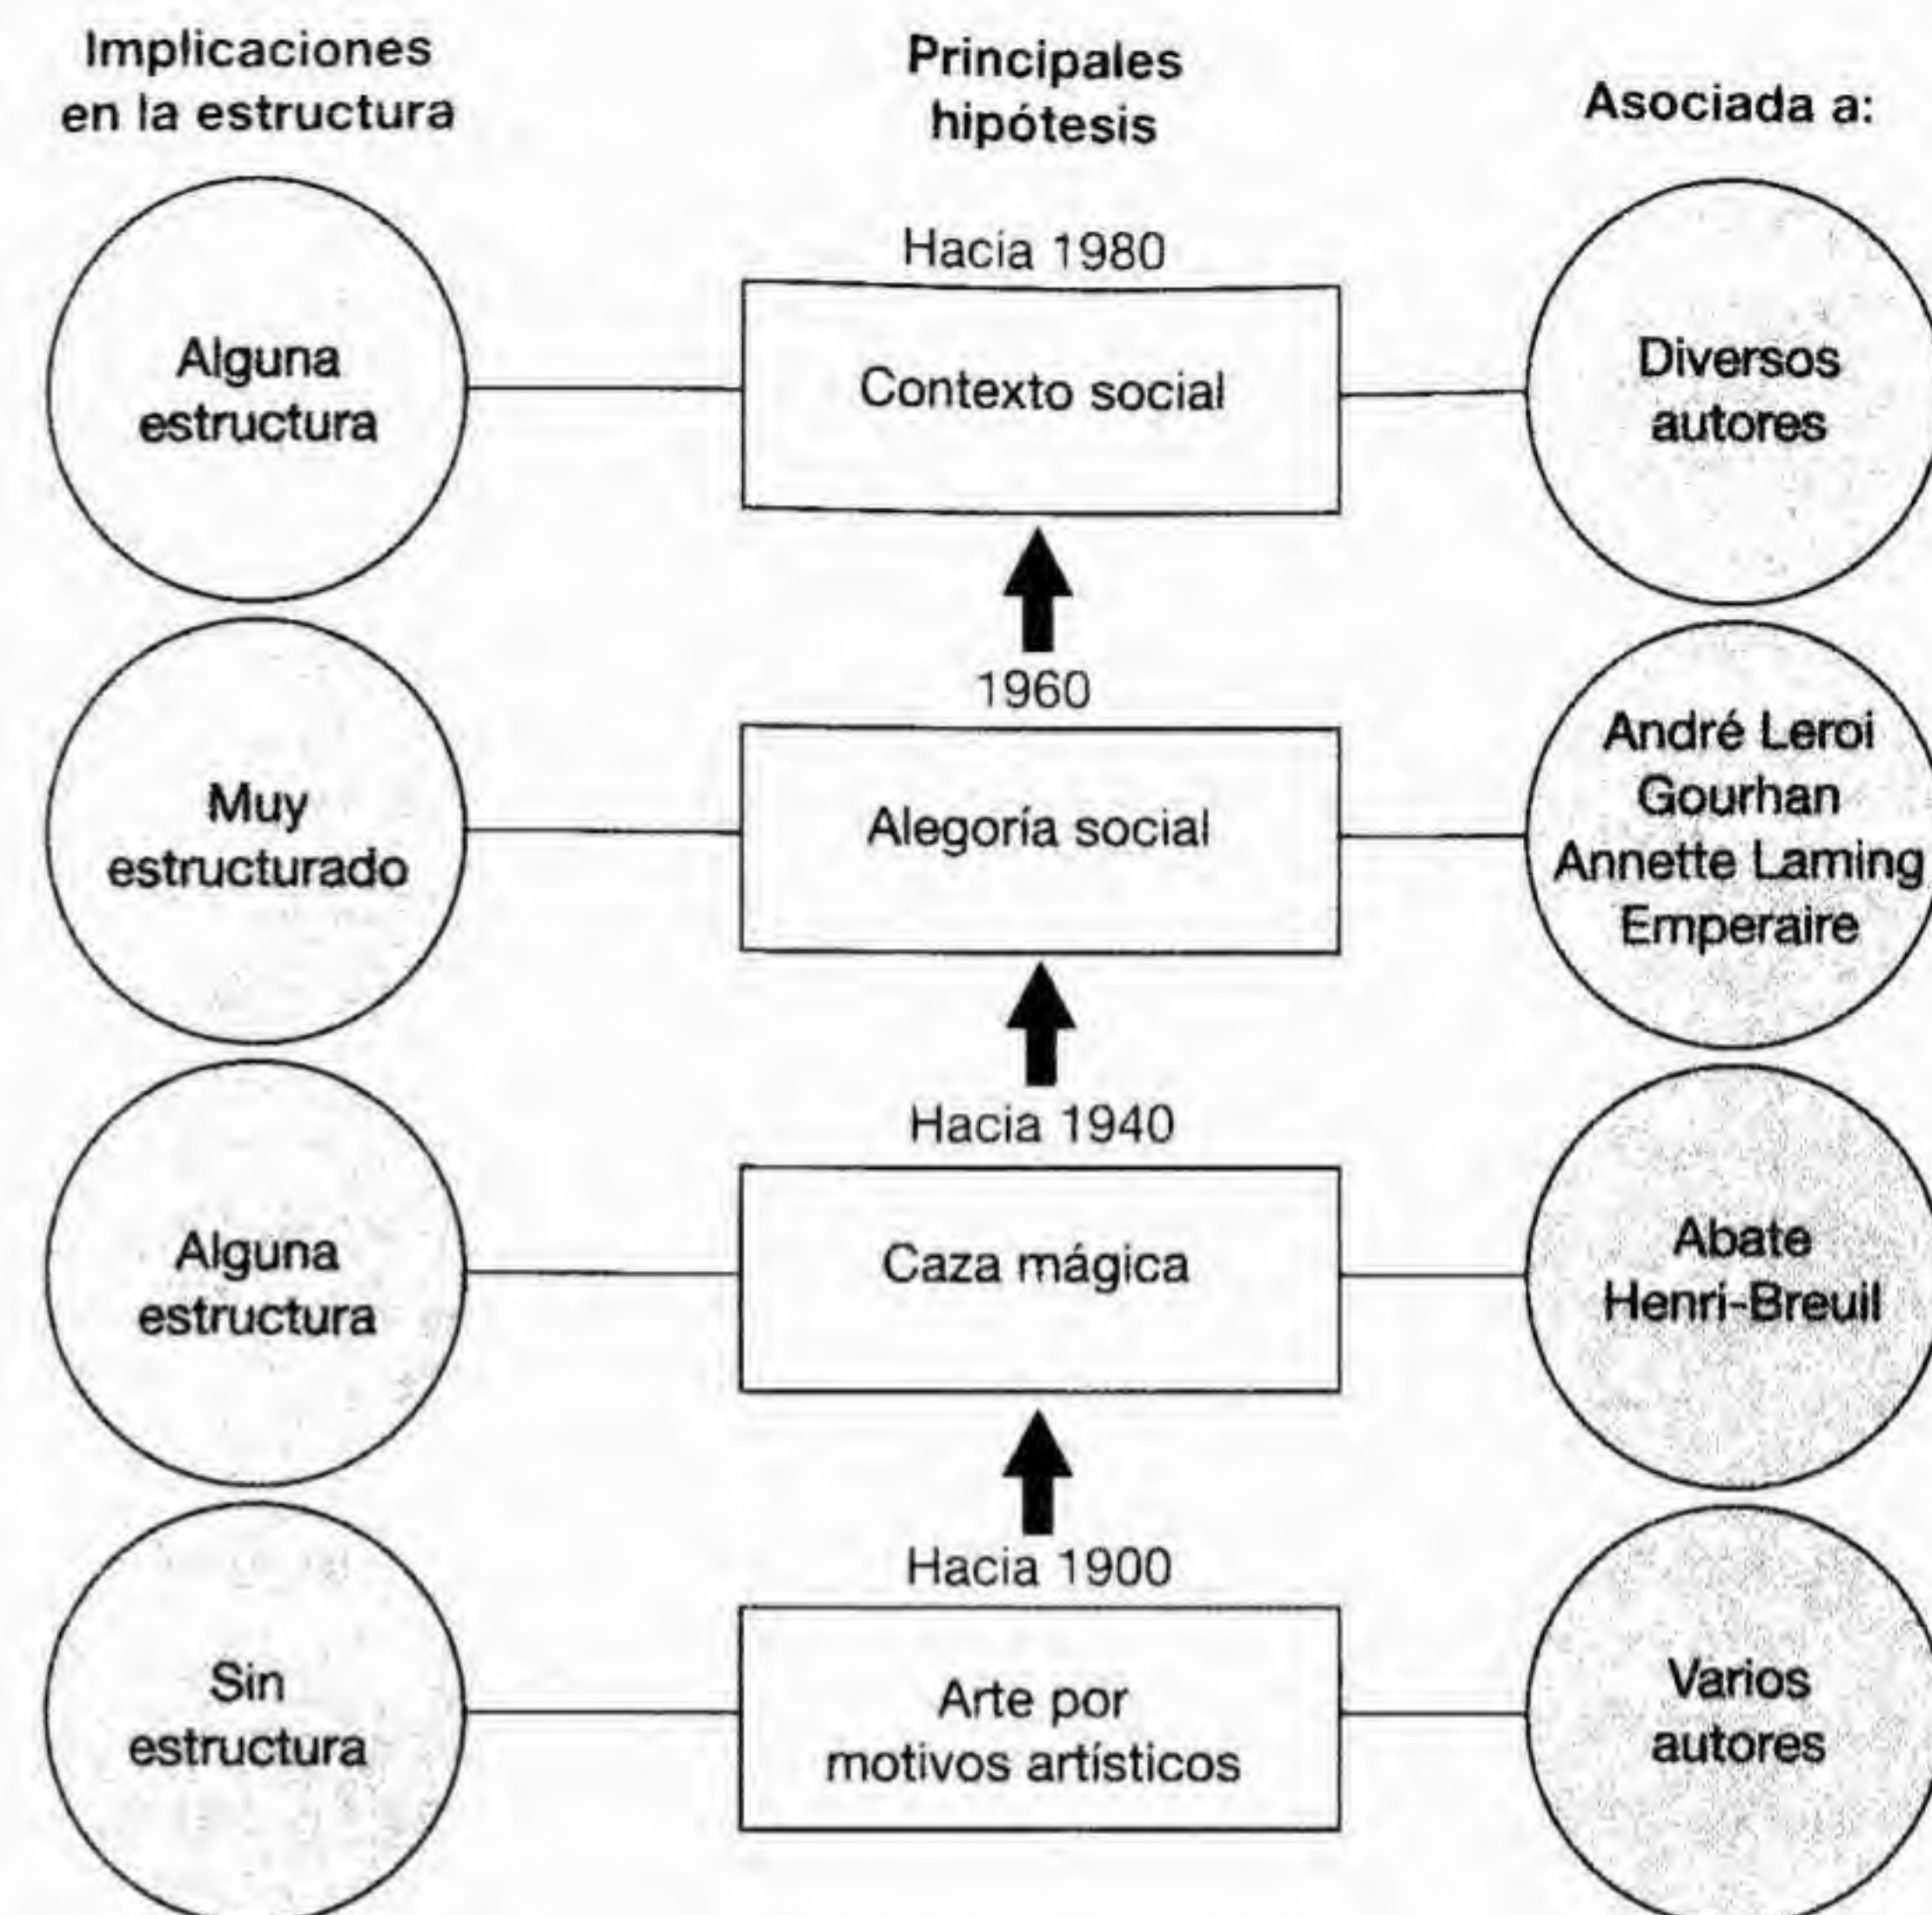 Implicaciones
en la estructura
Principales
hipótesis
Asociada a:
Hacia 1980
Alguna
estructura
Contexto social
Diversos
autores
1960
Muy
estructurado
Alegoría social
André Leroi
Gourhan
Annette Laming
Emperaire
Hacia 1940
Alguna
estructura
Caza mágica
Abate
Henri-Breuil
Hacia 1900
Sin
estructura
Arte por
motivos artísticos
Varios
autores